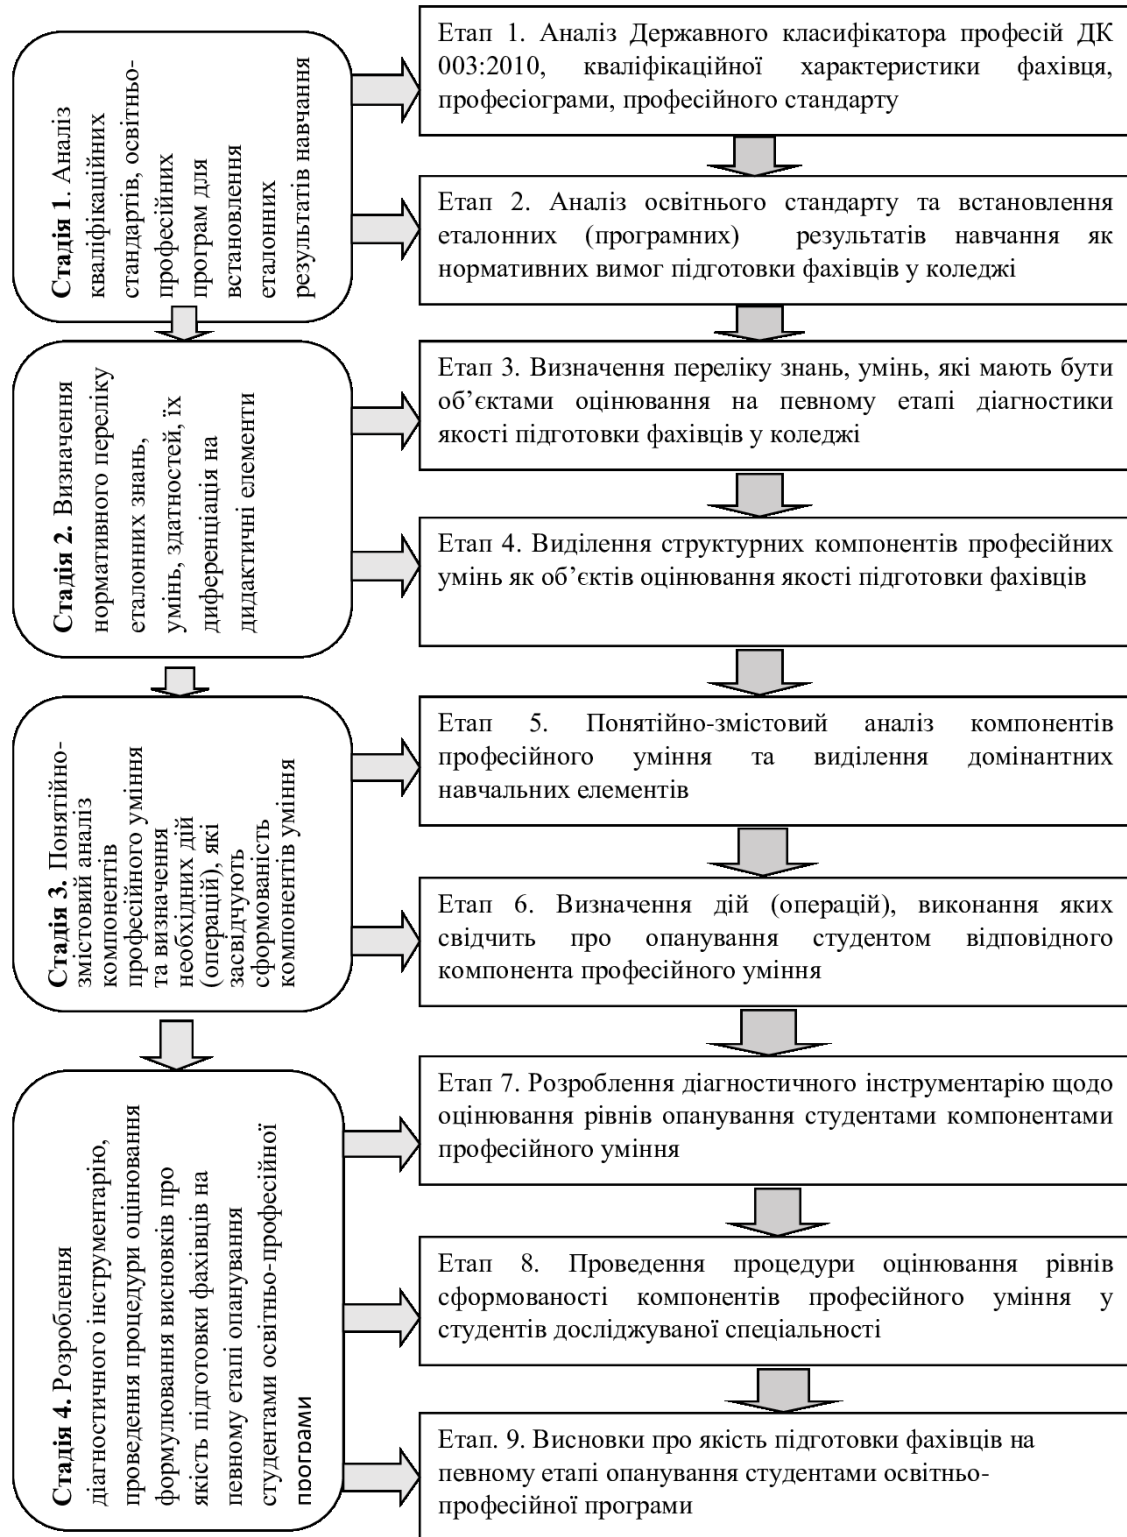 Стадія 1. Аналіз
кваліфікаційних
стандартів, освітньо-
професійних
програм для
встановлення
еталонних
результатів навчання
Етап 1. Аналіз Державного класифікатора професій ДК
003:2010, кваліфікаційної характеристики фахівця,
професіограми, професійного стандарту
Етап 2. Аналіз освітнього стандарту та встановлення
еталонних (програмних) результатів навчання як
нормативних вимог підготовки фахівців у коледжі
Стадія 2. Визначення
нормативного переліку
еталонних знань,
умінь, здатностей, їх
диференціація на
дидактичні елементи
Етап 3. Визначення переліку знань, умінь, які мають бути
об’єктами оцінювання на певному етапі діагностики
якості підготовки фахівців у коледжі
Етап 4. Виділення структурних компонентів професійних
умінь як об’єктів оцінювання якості підготовки фахівців
Стадія 3. Понятійно-
змістовий аналіз
компонентів
професійного уміння
та визначення
необхідних дій
(операцій), які
засвідчують
сформованість
компонентів уміння
Етап 5. Понятійно-змістовий аналіз компонентів
професійного уміння та виділення домінантних
навчальних елементів
Етап 6. Визначення дій (операцій), виконання яких
свідчить про опанування студентом відповідного
компонента професійного уміння
Стадія 4. Розроблення
діагностичного інструментарію,
проведення процедури оцінювання
формулювання висновків про
якість підготовки фахівців на
певному етапі опанування
студентами освітньо-професійної
програми
Етап 7. Розроблення діагностичного інструментарію щодо
оцінювання рівнів опанування студентами компонентами
професійного уміння
Етап 8. Проведення процедури оцінювання рівнів
сформованості компонентів професійного уміння у
студентів досліджуваної спеціальності
Етап. 9. Висновки про якість підготовки фахівців на
певному етапі опанування студентами освітньо-
професійної програми